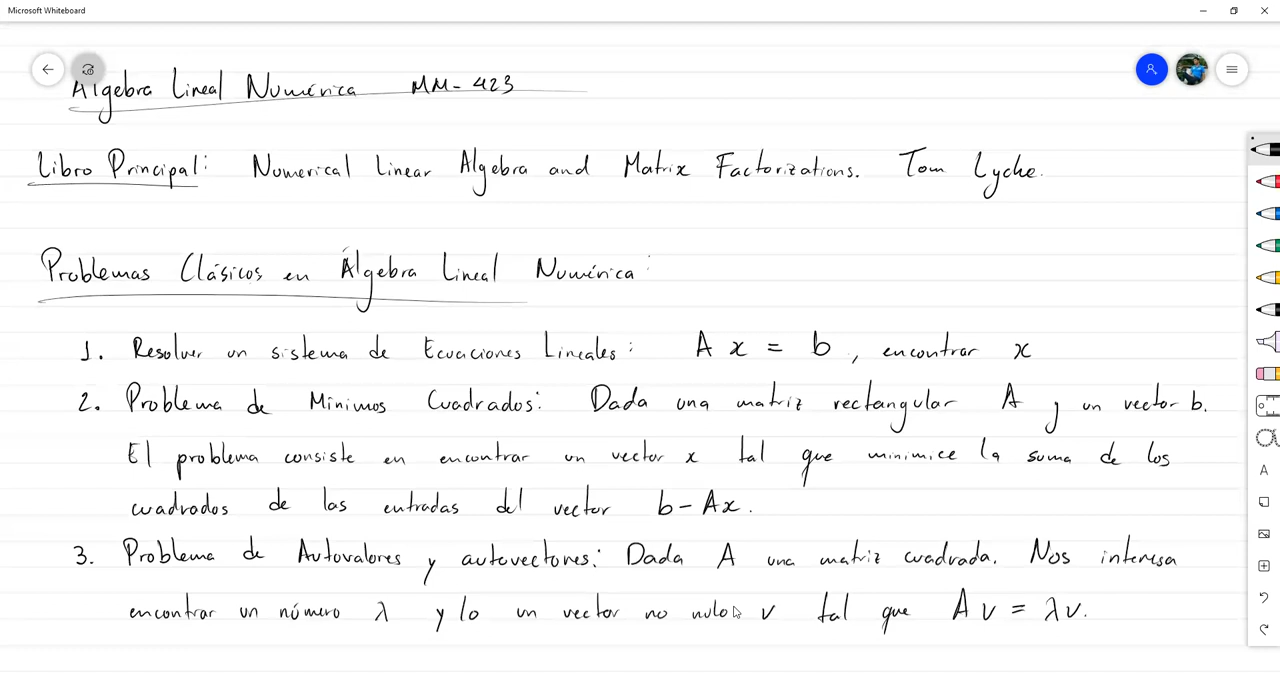 Microsoft Whiteboard
Álgebra Lineal Numérica MM-423
Libro Principal: Numerical Linear Algebra and Matrix Factorizations. Tom Lyche.
Problemas Clásicos en Álgebra Lineal Numérica:
1. Resolver un sistema de Ecuaciones Lineales: A x = b, encontrar x
2. Problema de Mínimos Cuadrados: Dada una matriz rectangular A y un vector b.
El problema consiste en encontrar un vector x tal que minimice la suma de los
cuadrados de las entradas del vector b-Ax.
3. Problema de Autovalores y autovectores: Dada A una matriz cuadrada. Nos interesa
encontrar un número λ y/o un vector no nulo v tal que Av = λv.